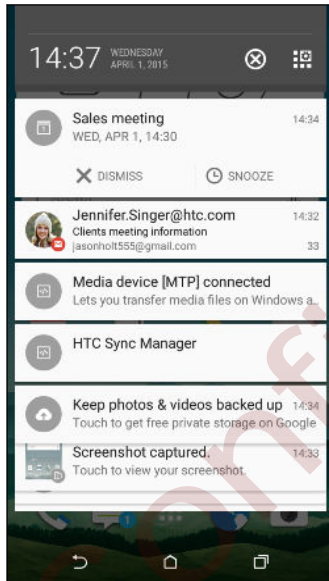 14:37 WEDNESDAY
APRIL 1, 2015
Sales meeting 14:34
WED, APR 1, 14:30
DISMISS SNOOZE
Jennifer.Singer@htc.com 14:32
Clients meeting information
jasonholt555@gmail.com 33
Media device [MTP] connected
Lets you transfer media files on Windows a..
HTC Sync Manager
Keep photos & videos backed up 14:34
Touch to get free private storage on Google
Screenshot captured. 14:33
Touch to view your screenshot.
1